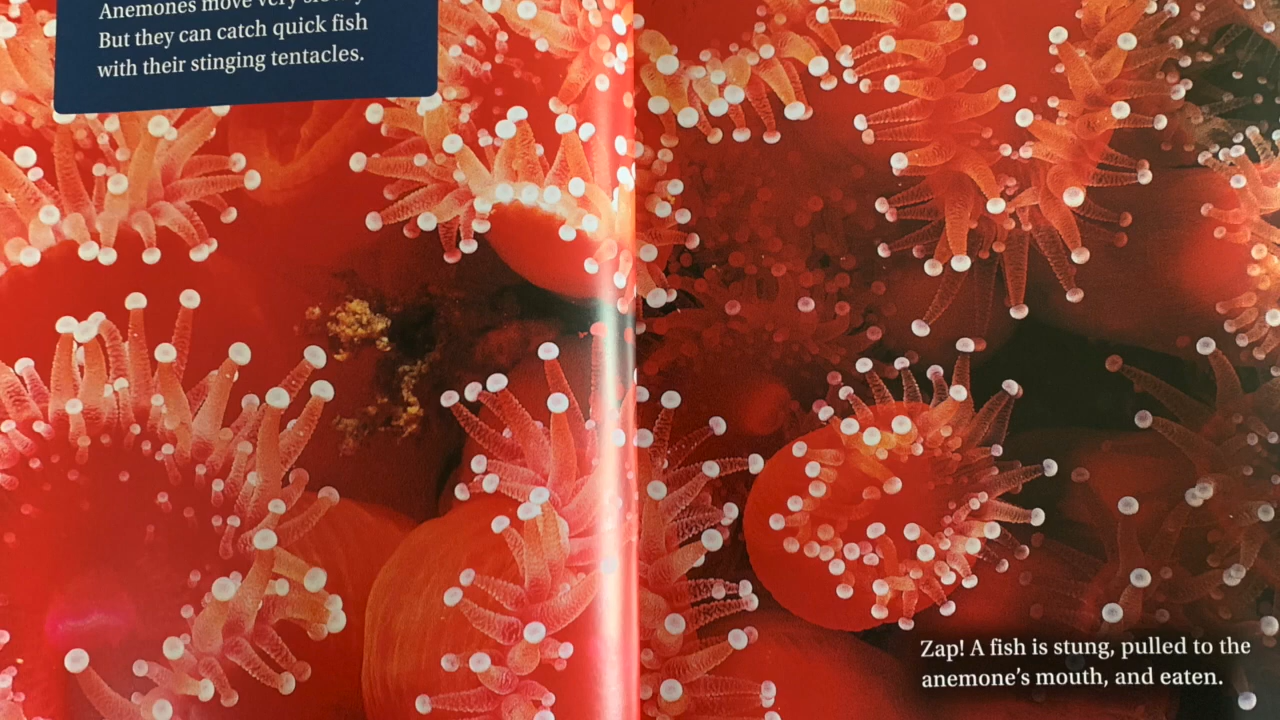 Anemones move very slowly.
But they can catch quick fish
with their stinging tentacles.
Zap! A fish is stung, pulled to the
anemone’s mouth, and eaten.